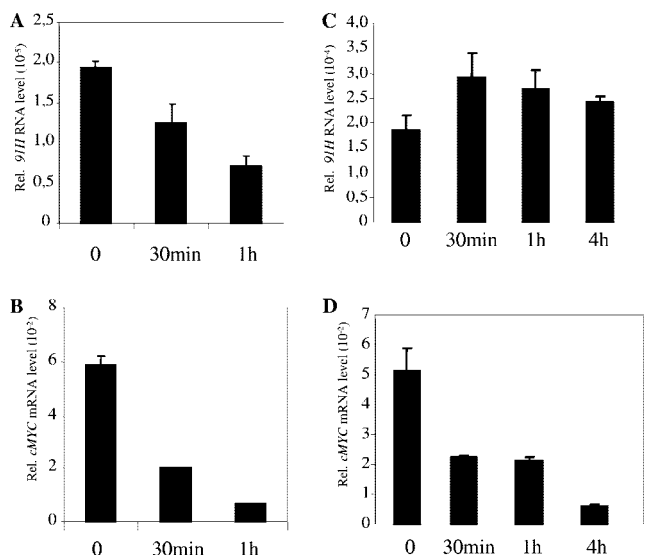 A
Rel. 91H RNA level (10⁻⁵)
2,5
2,0
1,5
1,0
0,5
0
0 30min 1h
C
Rel. 91H RNA level (10⁻⁴)
4,0
3,5
3,0
2,5
2,0
1,5
1,0
0,5
0
0 30min 1h 4h
B
Rel. cMYC mRNA level (10⁻²)
8
6
4
2
0
0 30min 1h
D
Rel. cMYC mRNA level (10⁻²)
7
6
5
4
3
2
1
0
0 30min 1h 4h